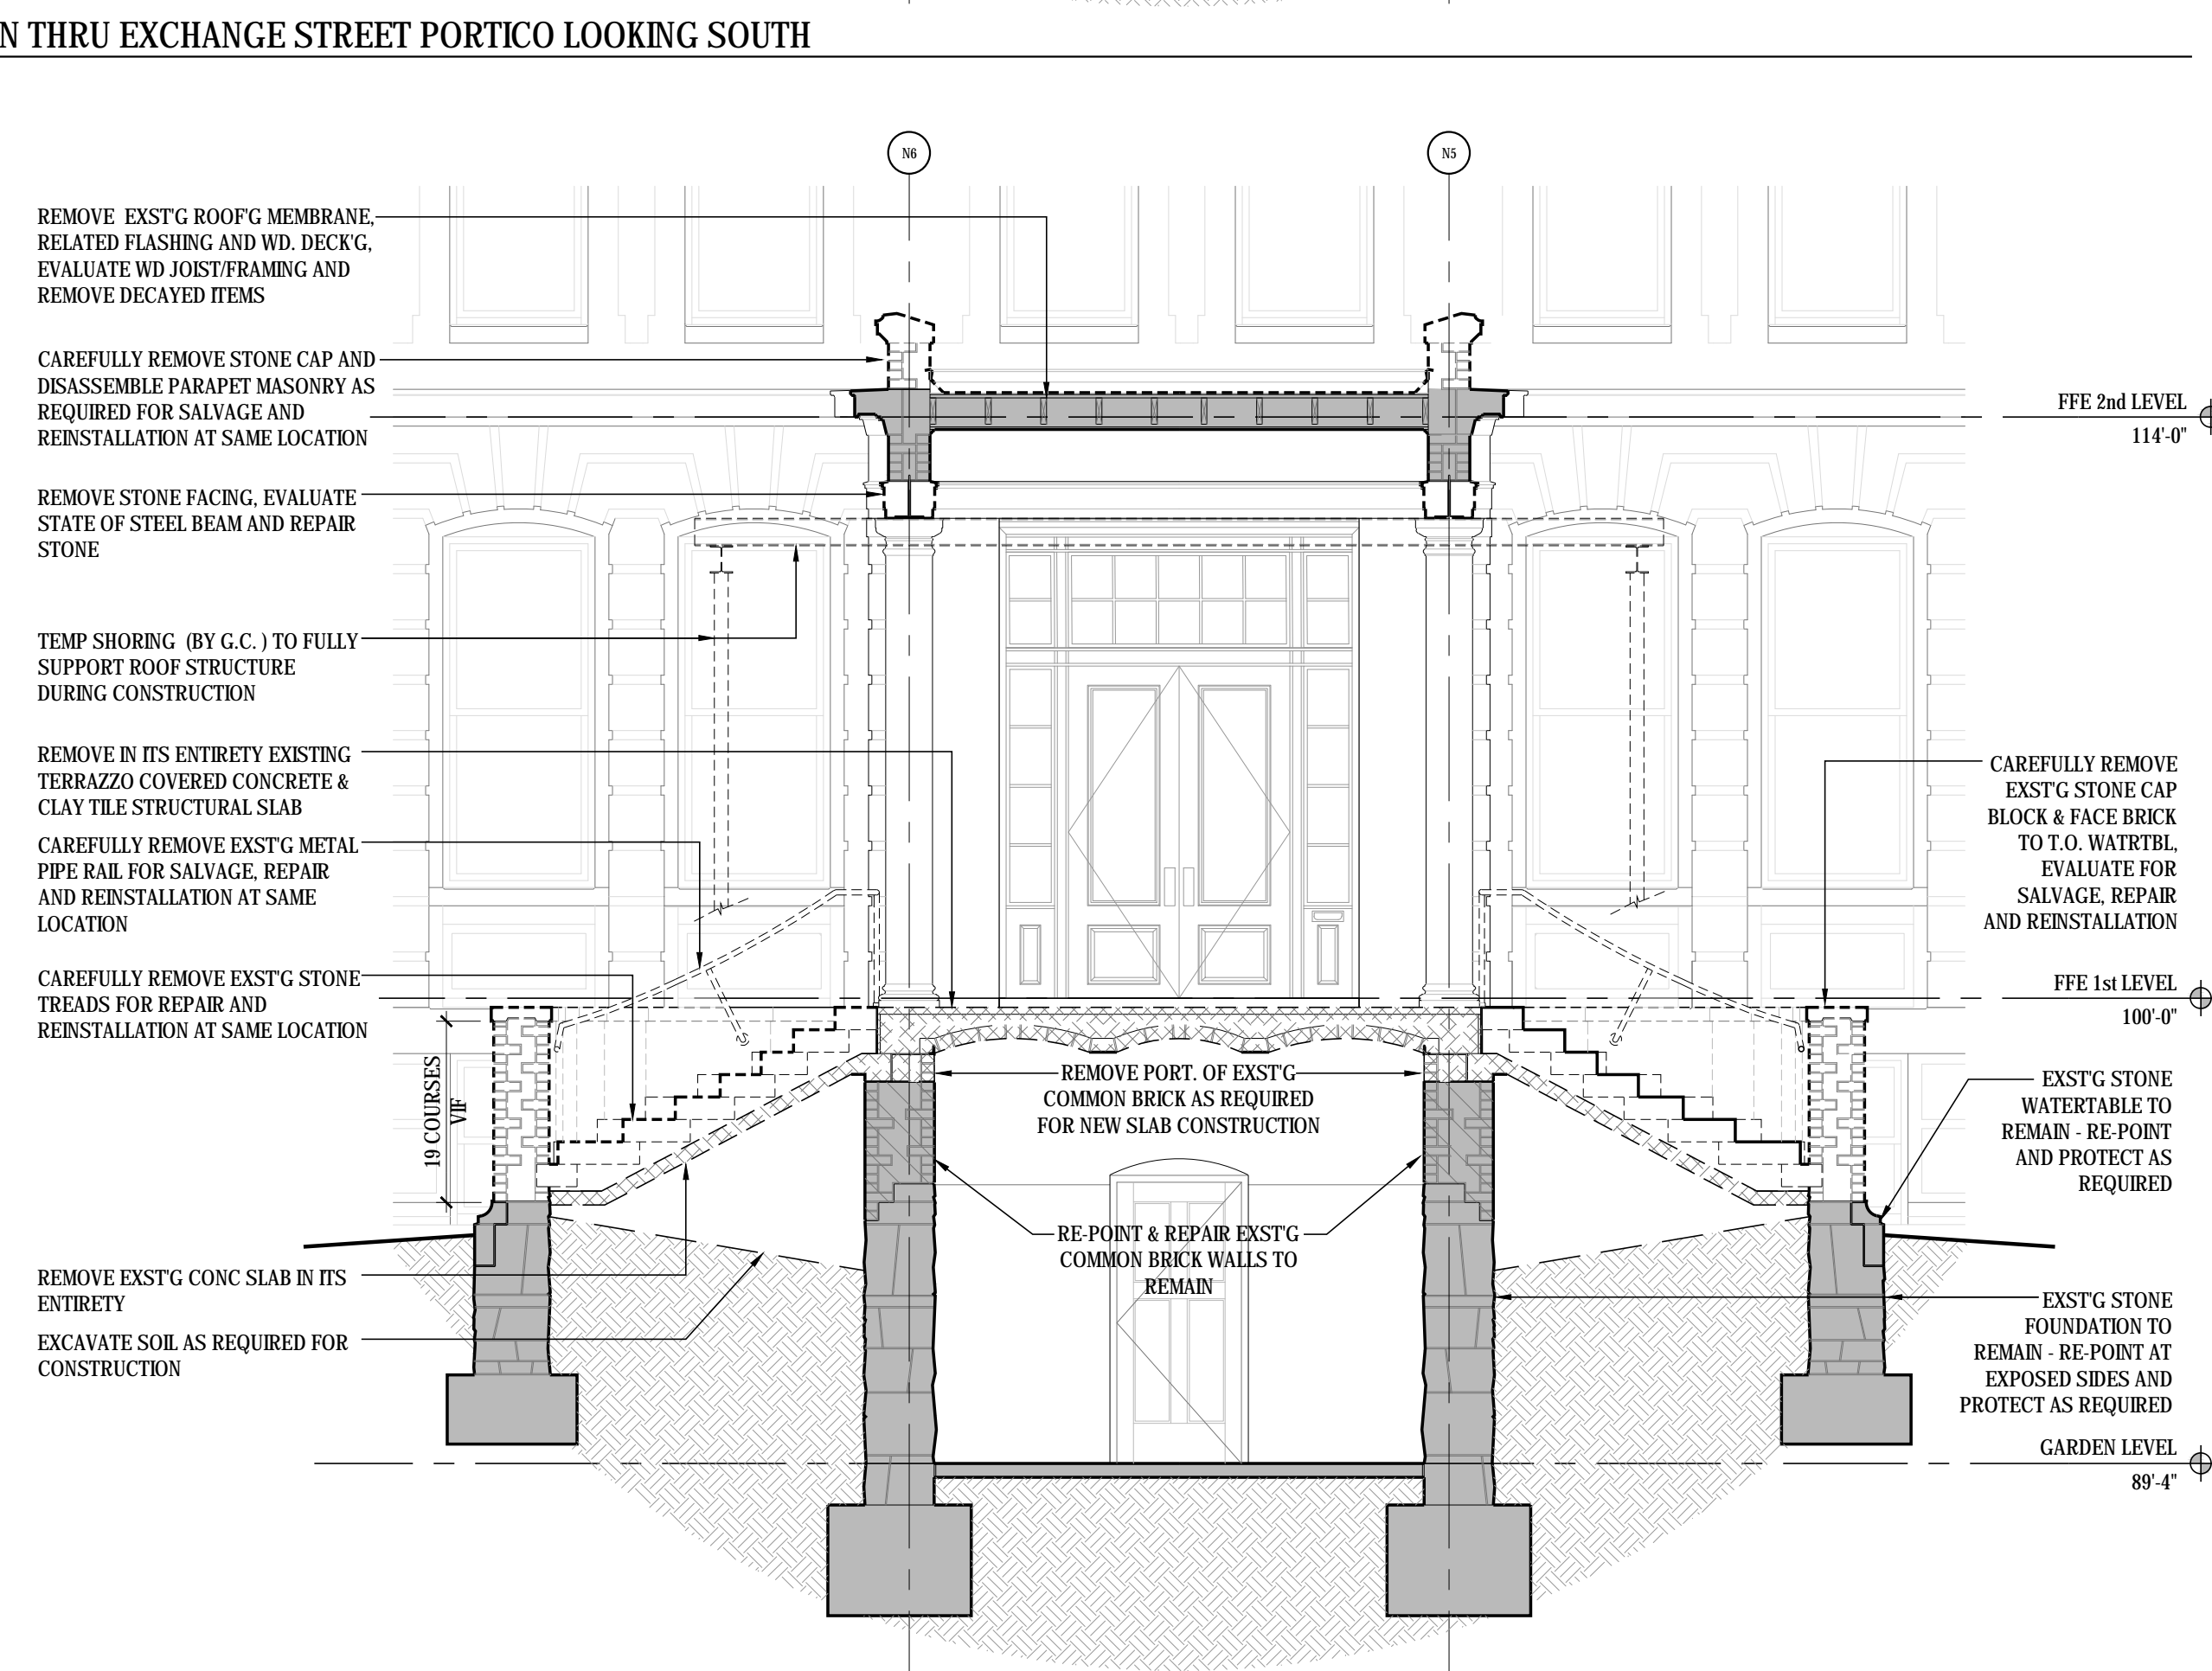 N THRU EXCHANGE STREET PORTICO LOOKING SOUTH
N6
N5
REMOVE EXST'G ROOF'G MEMBRANE,
RELATED FLASHING AND WD. DECK'G,
EVALUATE WD JOIST/FRAMING AND
REMOVE DECAYED ITEMS
CAREFULLY REMOVE STONE CAP AND
DISASSEMBLE PARAPET MASONRY AS
REQUIRED FOR SALVAGE AND
REINSTALLATION AT SAME LOCATION
REMOVE STONE FACING, EVALUATE
STATE OF STEEL BEAM AND REPAIR
STONE
TEMP SHORING (BY G.C. ) TO FULLY
SUPPORT ROOF STRUCTURE
DURING CONSTRUCTION
REMOVE IN ITS ENTIRETY EXISTING
TERRAZZO COVERED CONCRETE &
CLAY TILE STRUCTURAL SLAB
CAREFULLY REMOVE EXST'G METAL
PIPE RAIL FOR SALVAGE, REPAIR
AND REINSTALLATION AT SAME
LOCATION
CAREFULLY REMOVE EXST'G STONE
TREADS FOR REPAIR AND
REINSTALLATION AT SAME LOCATION
19 COURSES
VIF
REMOVE EXST'G CONC SLAB IN ITS
ENTIRETY
EXCAVATE SOIL AS REQUIRED FOR
CONSTRUCTION
REMOVE PORT. OF EXST'G
COMMON BRICK AS REQUIRED
FOR NEW SLAB CONSTRUCTION
RE-POINT & REPAIR EXST'G
COMMON BRICK WALLS TO
REMAIN
FFE 2nd LEVEL
114'-0"
CAREFULLY REMOVE
EXST'G STONE CAP
BLOCK & FACE BRICK
TO T.O. WATRTBL,
EVALUATE FOR
SALVAGE, REPAIR
AND REINSTALLATION
FFE 1st LEVEL
100'-0"
EXST'G STONE
WATERTABLE TO
REMAIN - RE-POINT
AND PROTECT AS
REQUIRED
EXST'G STONE
FOUNDATION TO
REMAIN - RE-POINT AT
EXPOSED SIDES AND
PROTECT AS REQUIRED
GARDEN LEVEL
89'-4"